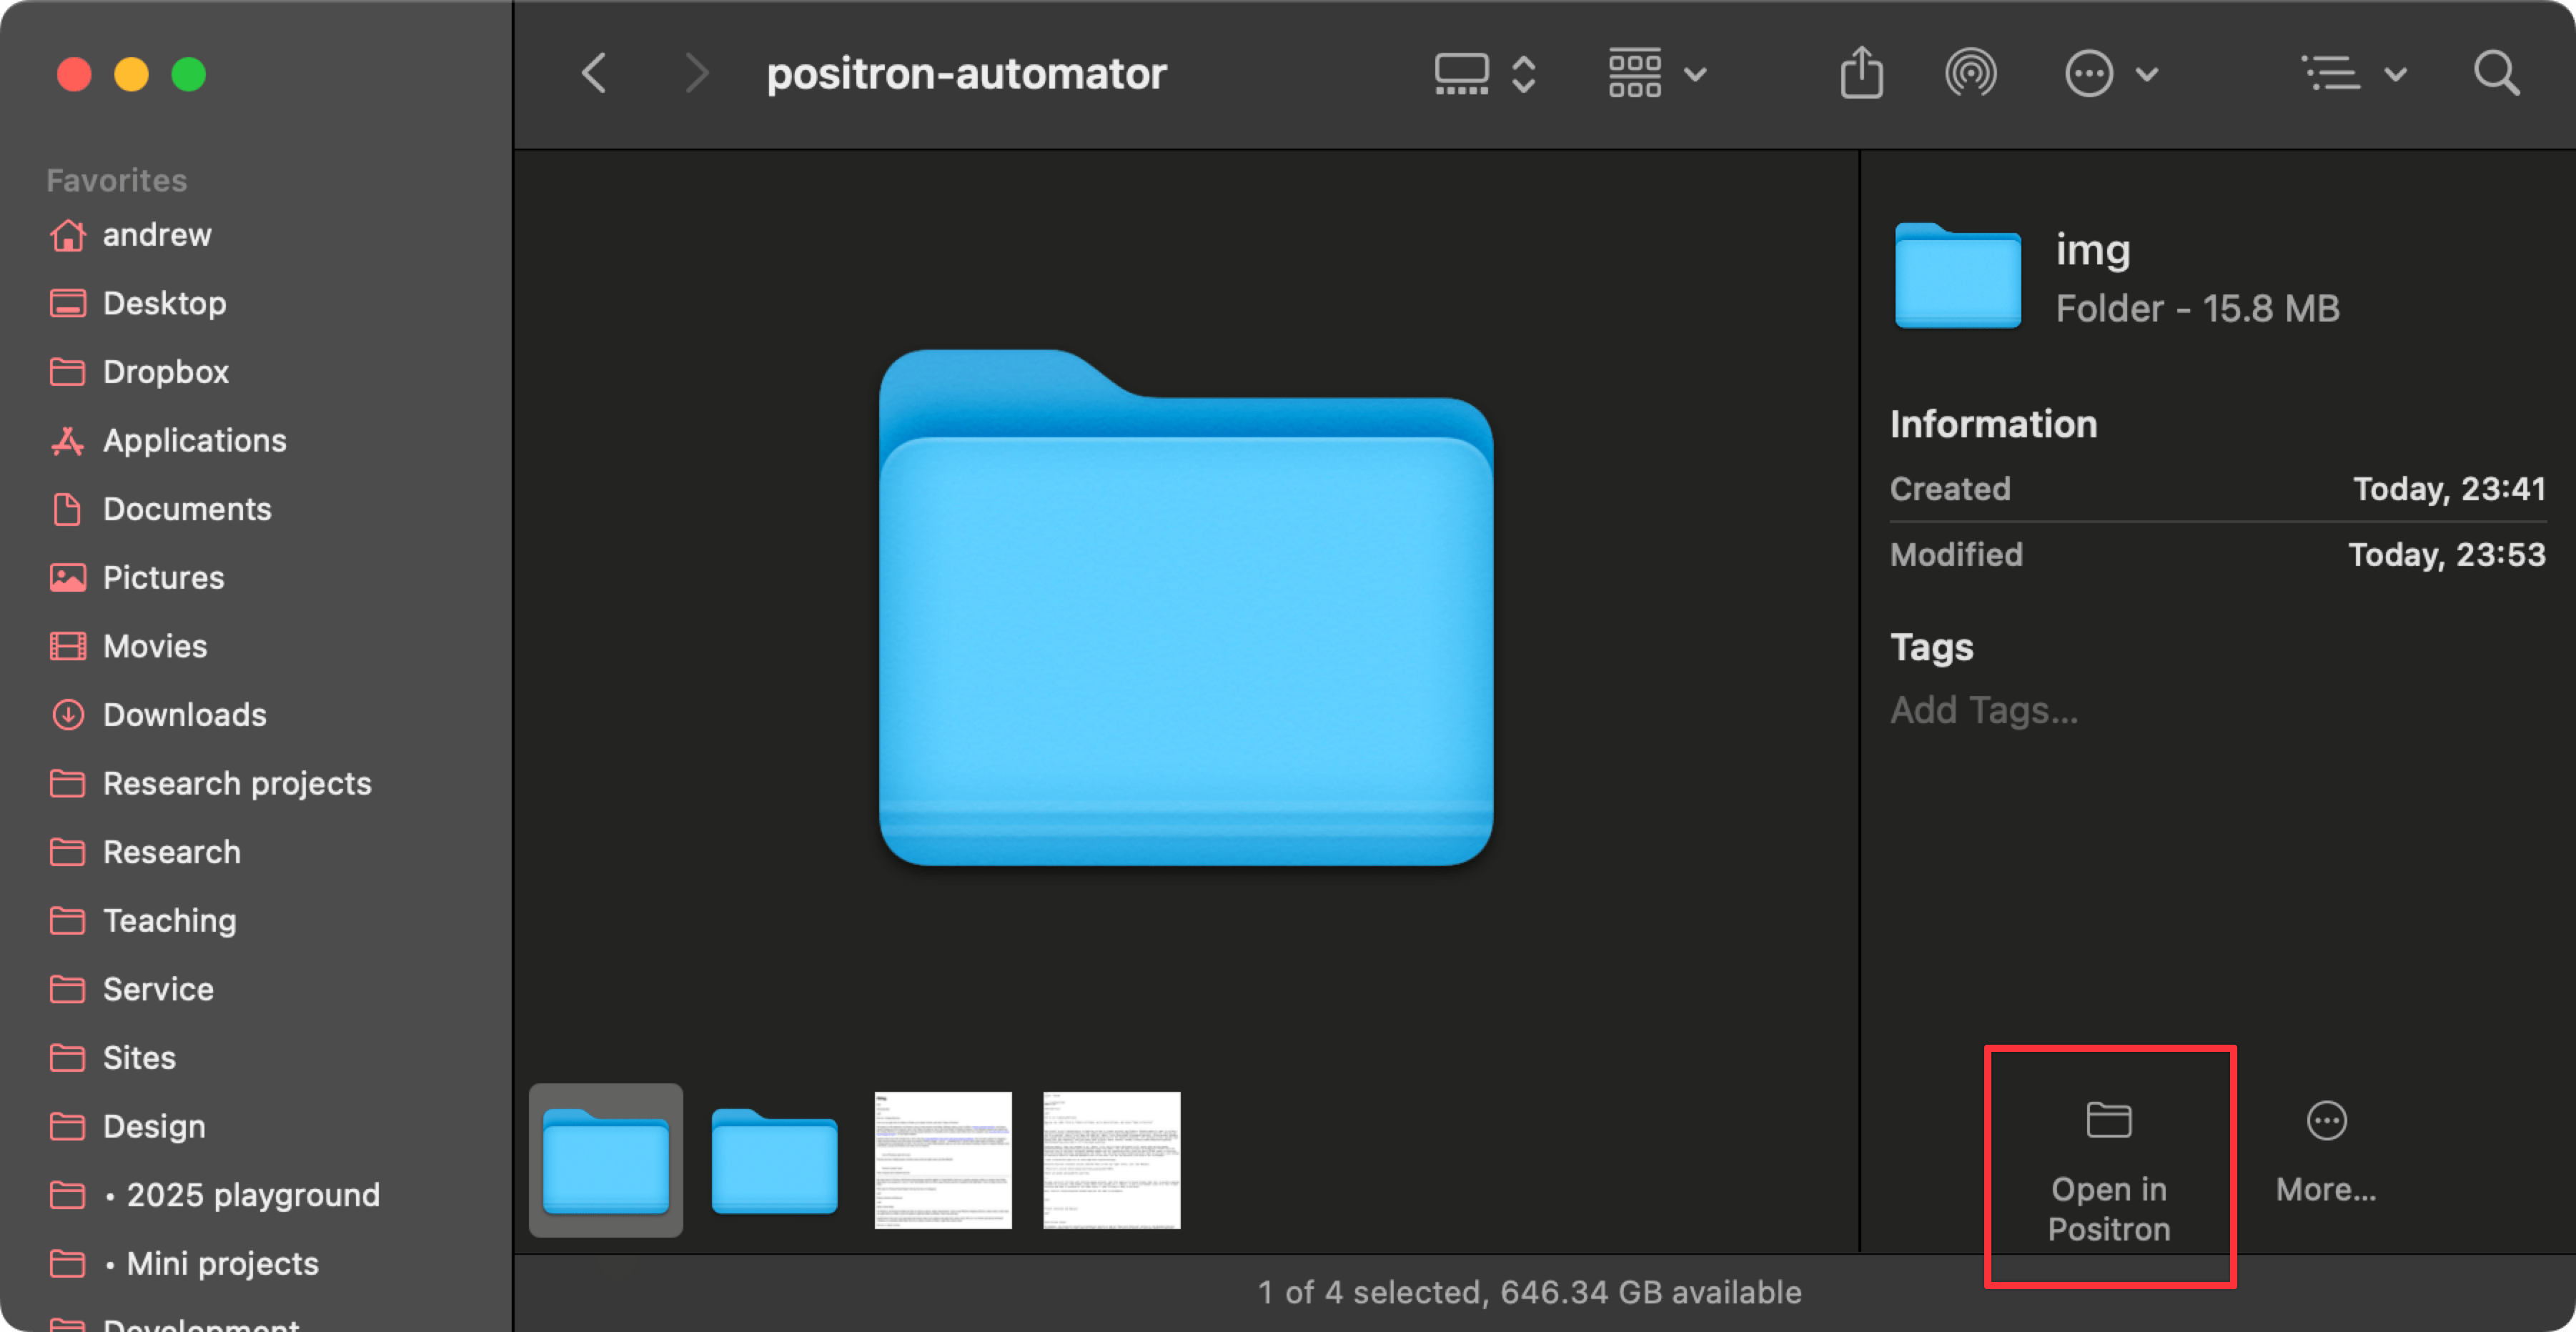 positron-automator
Favorites
andrew
Desktop
Dropbox
Applications
Documents
Pictures
Movies
Downloads
Research projects
Research
Teaching
Service
Sites
Design
• 2025 playground
• Mini projects
Development
img
Folder - 15.8 MB
Information
Created Today, 23:41
Modified Today, 23:53
Tags
Add Tags...
Open in
Positron
More...
1 of 4 selected, 646.34 GB available